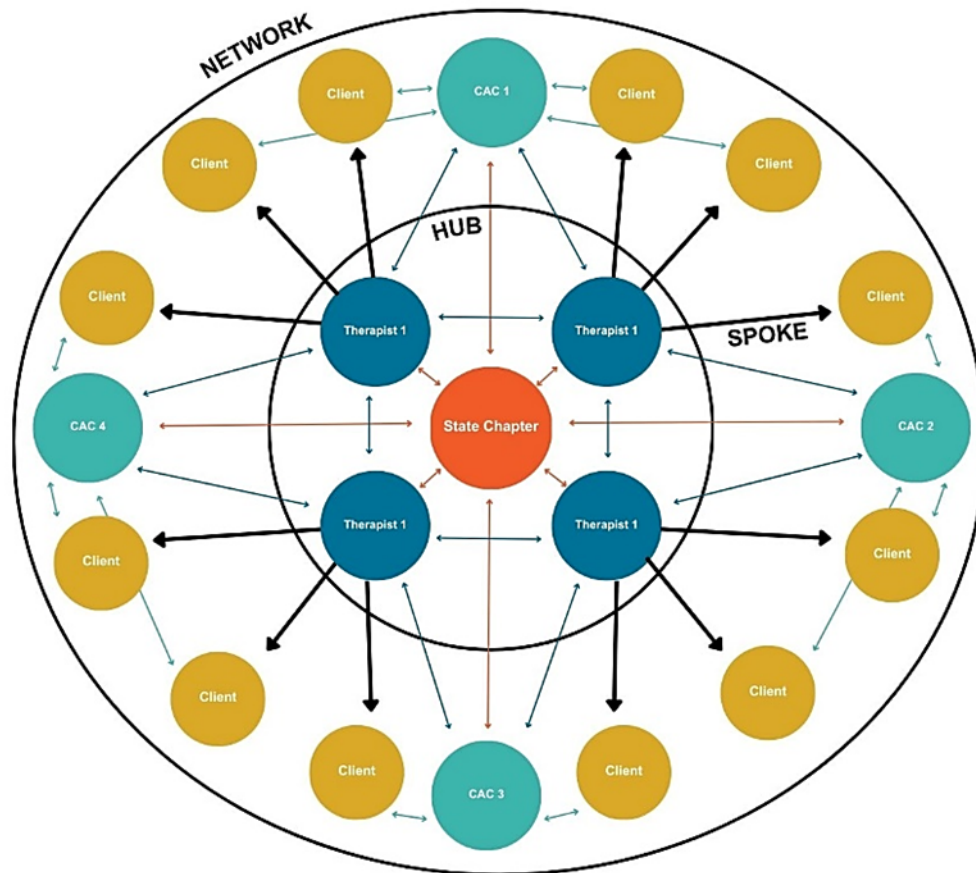 NETWORK
Client
CAC 1
Client
Client
Client
HUB
Client
Therapist 1
Therapist 1
Client
SPOKE
CAC 4
State Chapter
CAC 2
Therapist 1
Therapist 1
Client
Client
Client
Client
Client
CAC 3
Client